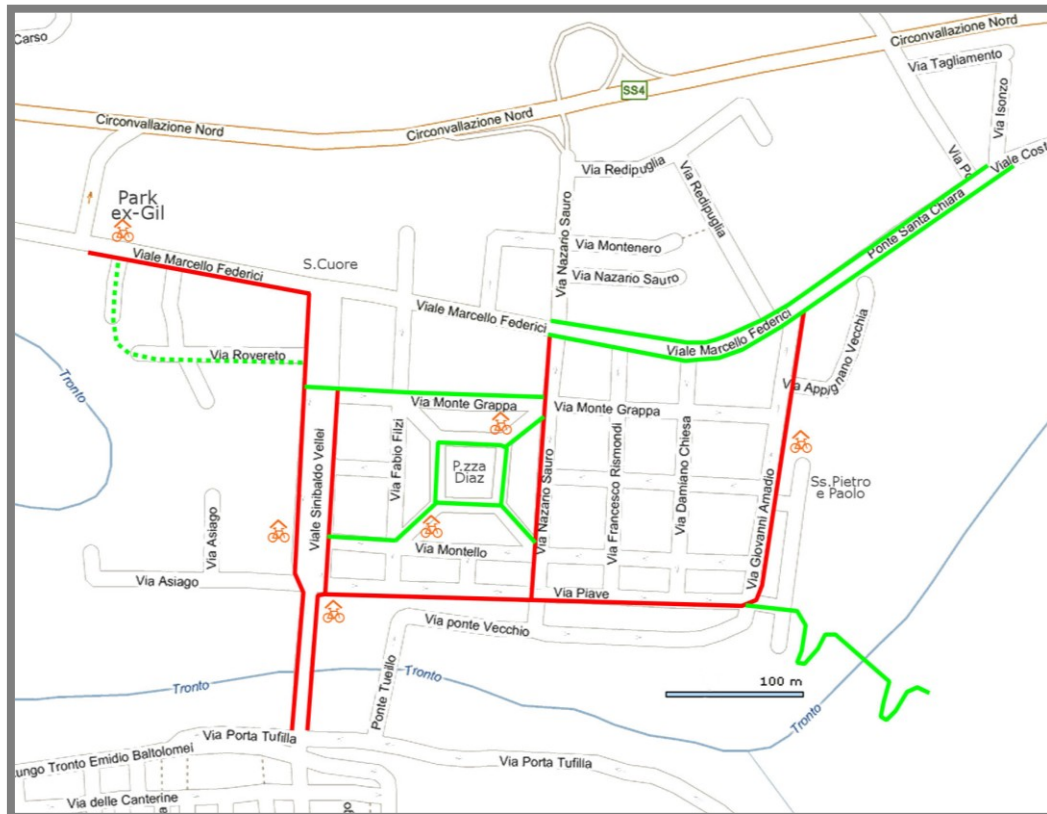 Carso
Circonvallazione Nord
Via Tagliamento
Via Isonzo
SS4
Circonvallazione Nord
Circonvallazione Nord
Viale Cost
Via Po
Via Redipuglia
Via Redipuglia
Park
ex-Gil
Ponte Santa Chiara
Via Nazario Sauro
Via Montenero
Viale Marcello Federici
S.Cuore
Via Nazario Sauro
Viale Marcello Federici
Viale Marcello Federici
Via Rovereto
Via Appignano Vecchia
Tronto
Via Monte Grappa
Via Monte Grappa
Via Fabio Filzi
P.zza
Diaz
Viale Sinibaldo Vellei
Via Nazario Sauro
Via Francesco Rismondi
Via Damiano Chiesa
Via Giovanni Amadio
Ss.Pietro
e Paolo
Via Asiago
Via Montello
Via Asiago
Via Piave
Via ponte Vecchio
100 m
Tronto
Tronto
Ponte Tueillo
Tronto
Via Porta Tufilla
ungo Tronto Emidio Baltolomei
Via Porta Tufilla
Via delle Canterine